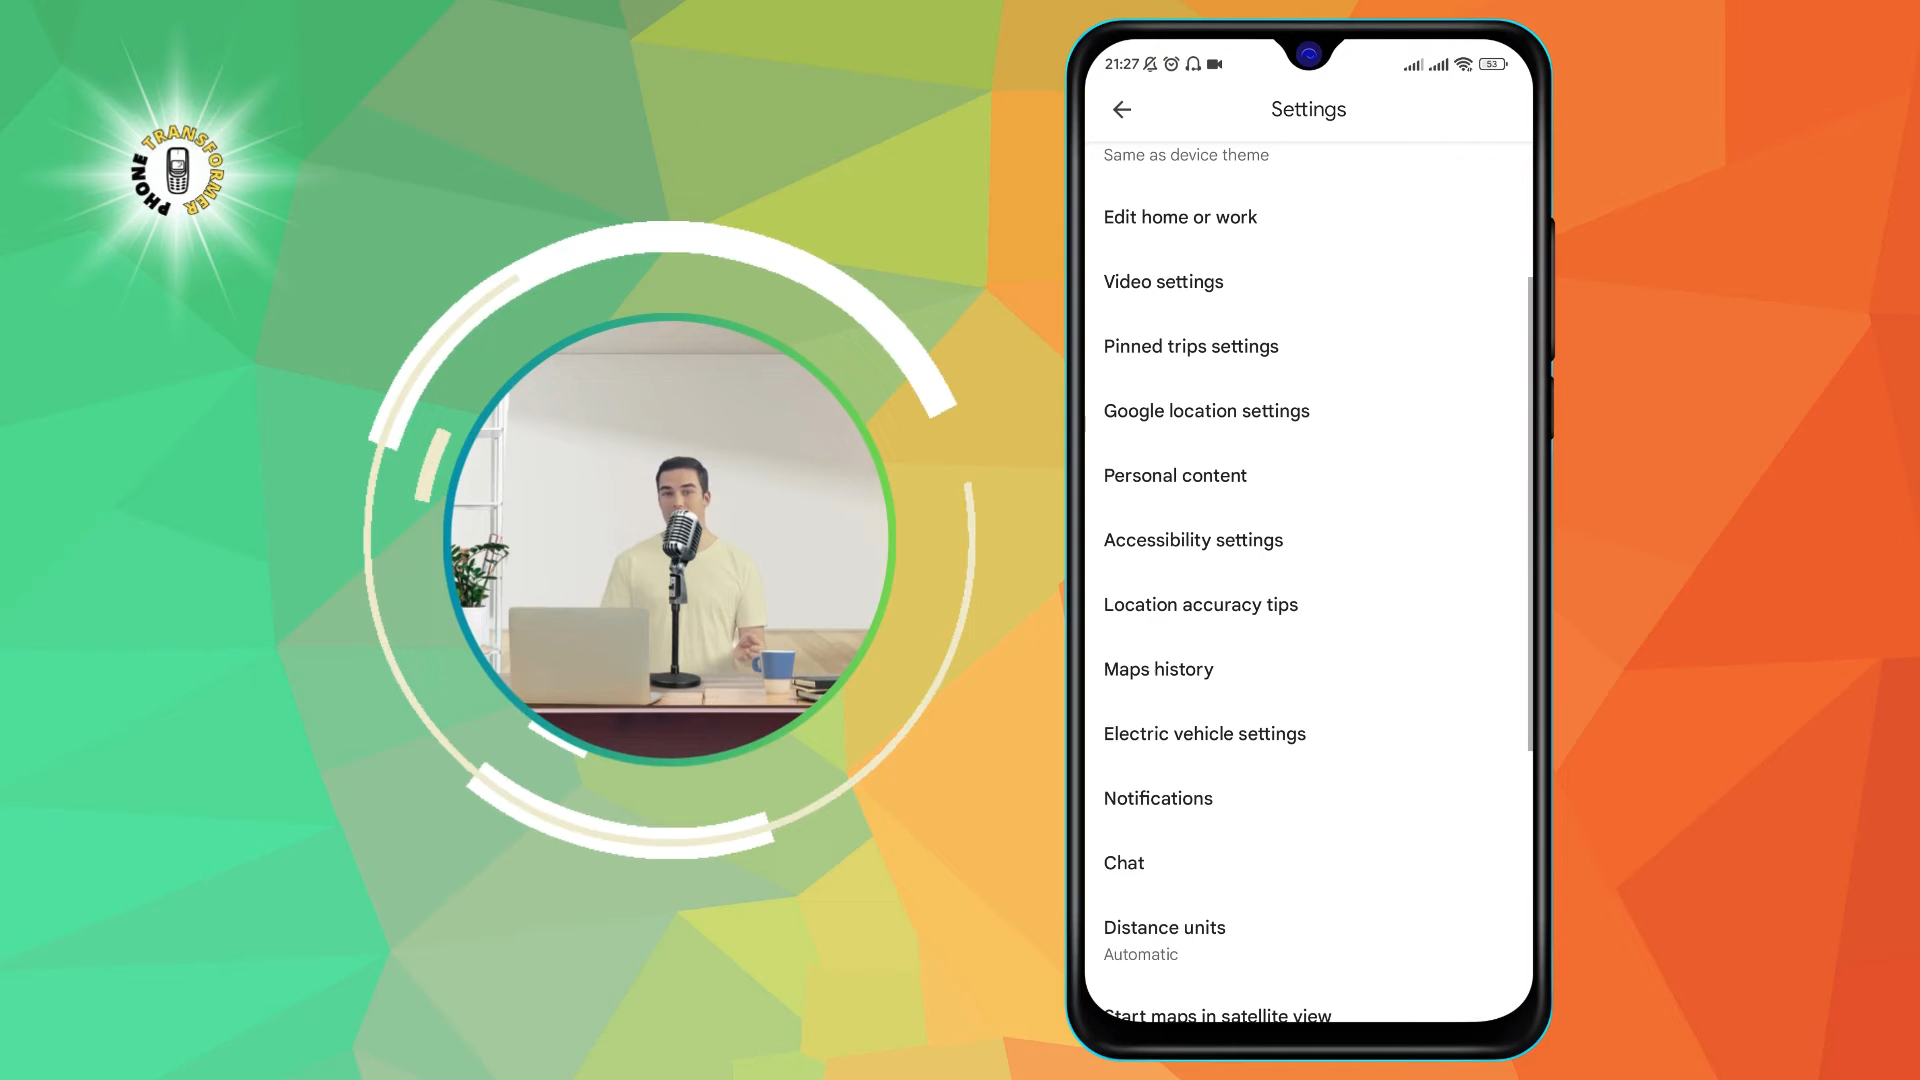 PHONE TRANSFORMER
21:27
53
Settings
Same as device theme
Edit home or work
Video settings
Pinned trips settings
Google location settings
Personal content
Accessibility settings
Location accuracy tips
Maps history
Electric vehicle settings
Notifications
Chat
Distance units
Automatic
Start maps in satellite view